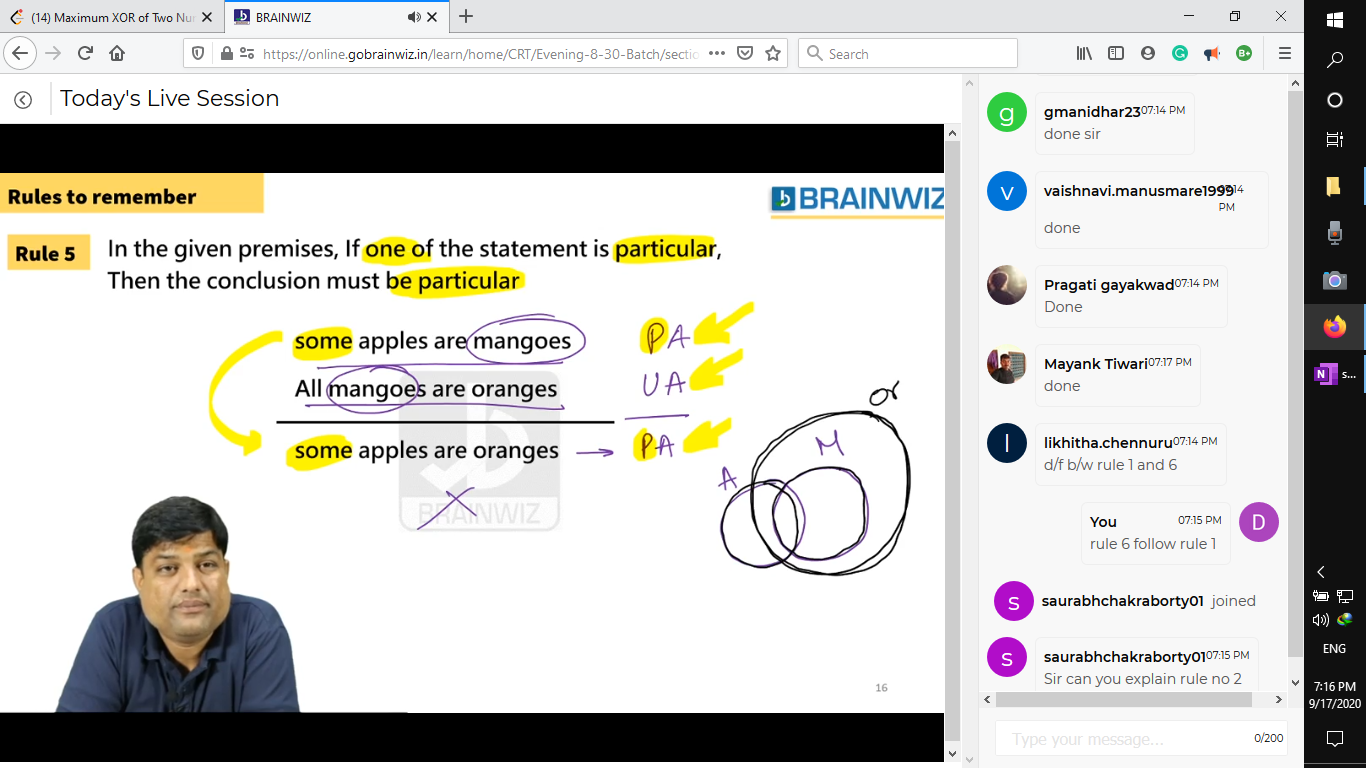 (14) Maximum XOR of Two Nu
BRAINWIZ
https://online.gobrainwiz.in/learn/home/CRT/Evening-8-30-Batch/sectio
Search
Today's Live Session
Rules to remember
BRAINWIZ
Rule 5
In the given premises, If one of the statement is particular,
Then the conclusion must be particular
some apples are mangoes PA
All mangoes are oranges UA
some apples are oranges → PA
or
M
A
BRAINWIZ
16
g
gmanidhar23 07:14 PM
done sir
v
vaishnavi.manusmare1999 07:14 PM
done
Pragati gayakwad 07:14 PM
Done
Mayank Tiwari 07:17 PM
done
l
likhitha.chennuru 07:14 PM
d/f b/w rule 1 and 6
You 07:15 PM
D
rule 6 follow rule 1
s
saurabhchakraborty01 joined
s
saurabhchakraborty01 07:15 PM
Sir can you explain rule no 2
Type your message... 0/200
B+
N s...
ENG
7:16 PM
9/17/2020